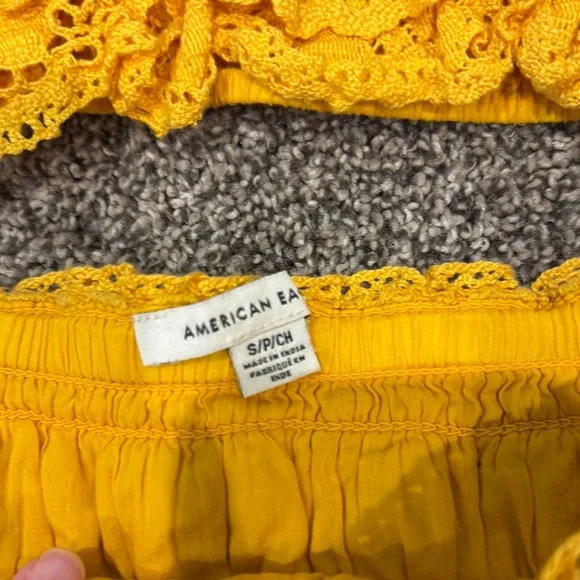 AMERICAN EA
S/P/CH
MADE IN INDIA
FABRIQUÉ EN
INDE